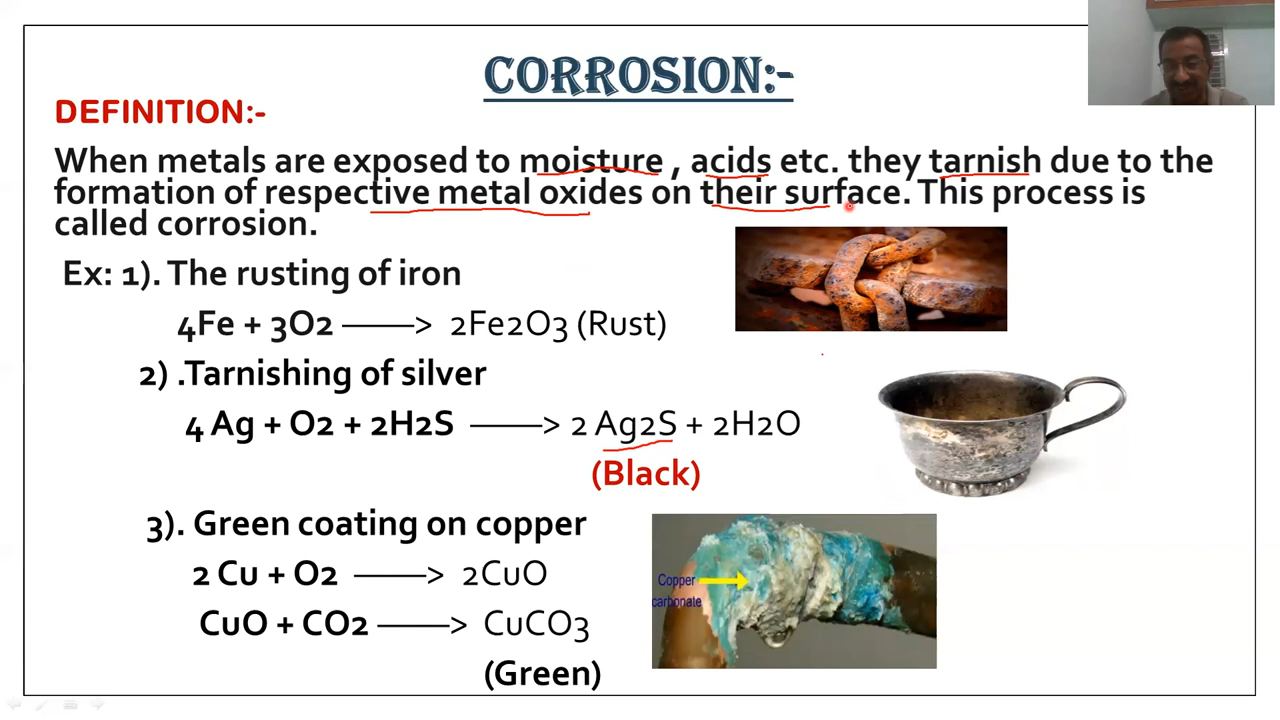 CORROSION:-
DEFINITION:-
When metals are exposed to moisture , acids etc. they tarnish due to the
formation of respective metal oxides on their surface. This process is
called corrosion.
Ex: 1). The rusting of iron
4Fe + 3O2 ——> 2Fe2O3 (Rust)
2) .Tarnishing of silver
4 Ag + O2 + 2H2S ——> 2 Ag2S + 2H2O
(Black)
3). Green coating on copper
2 Cu + O2 ——> 2CuO
Copper
carbonate
CuO + CO2 ——> CuCO3
(Green)